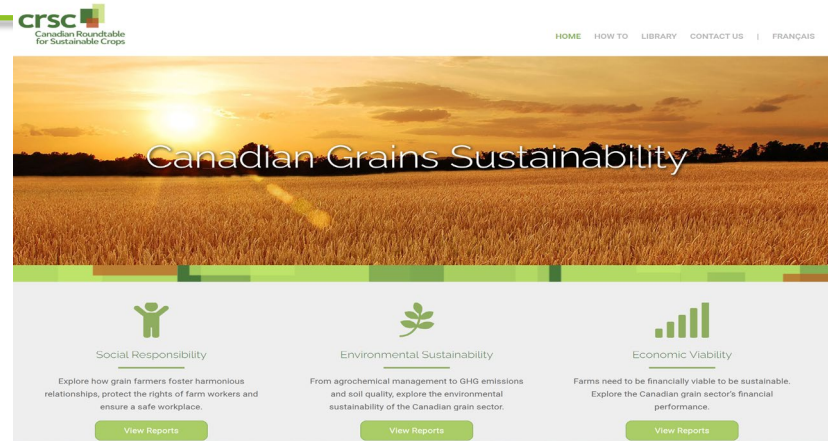 crsc
Canadian Roundtable
for Sustainable Crops
HOME HOW TO LIBRARY CONTACT US | FRANÇAIS
Canadian Grains Sustainability
Social Responsibility
Explore how grain farmers foster harmonious
relationships, protect the rights of farm workers and
ensure a safe workplace.
View Reports
Environmental Sustainability
From agrochemical management to GHG emissions
and soil quality, explore the environmental
sustainability of the Canadian grain sector.
View Reports
Economic Viability
Farms need to be financially viable to be sustainable.
Explore the Canadian grain sector's financial
performance.
View Reports